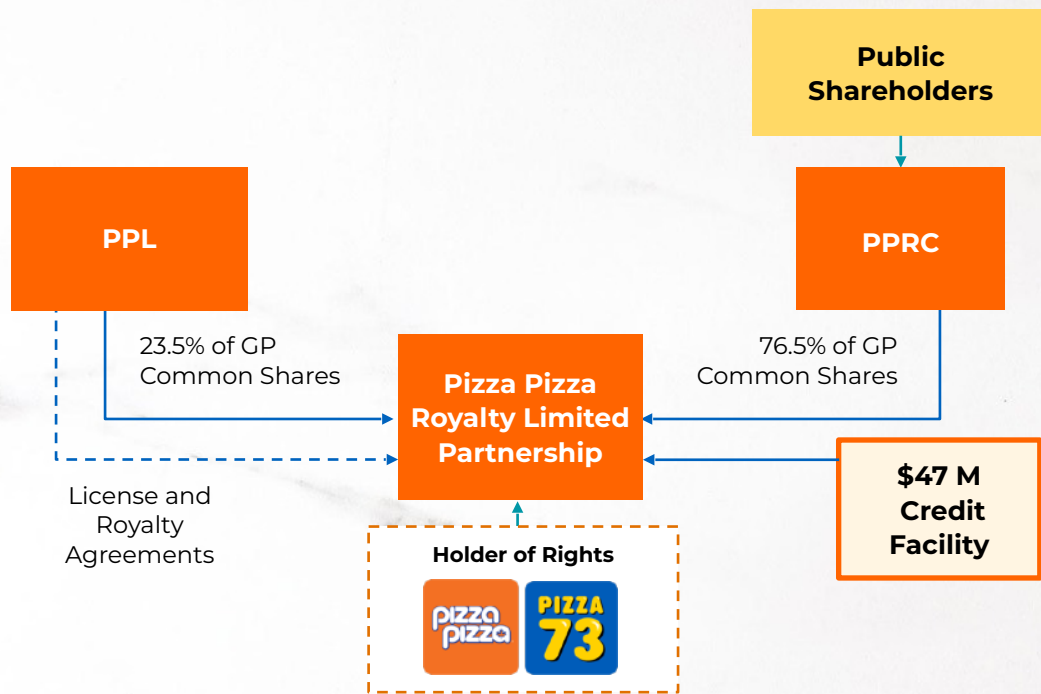 Public
Shareholders
PPL
PPRC
23.5% of GP
Common Shares
76.5% of GP
Common Shares
Pizza Pizza
Royalty Limited
Partnership
License and
Royalty
Agreements
$47 M
Credit
Facility
Holder of Rights
pizza
pizza
PIZZA
73